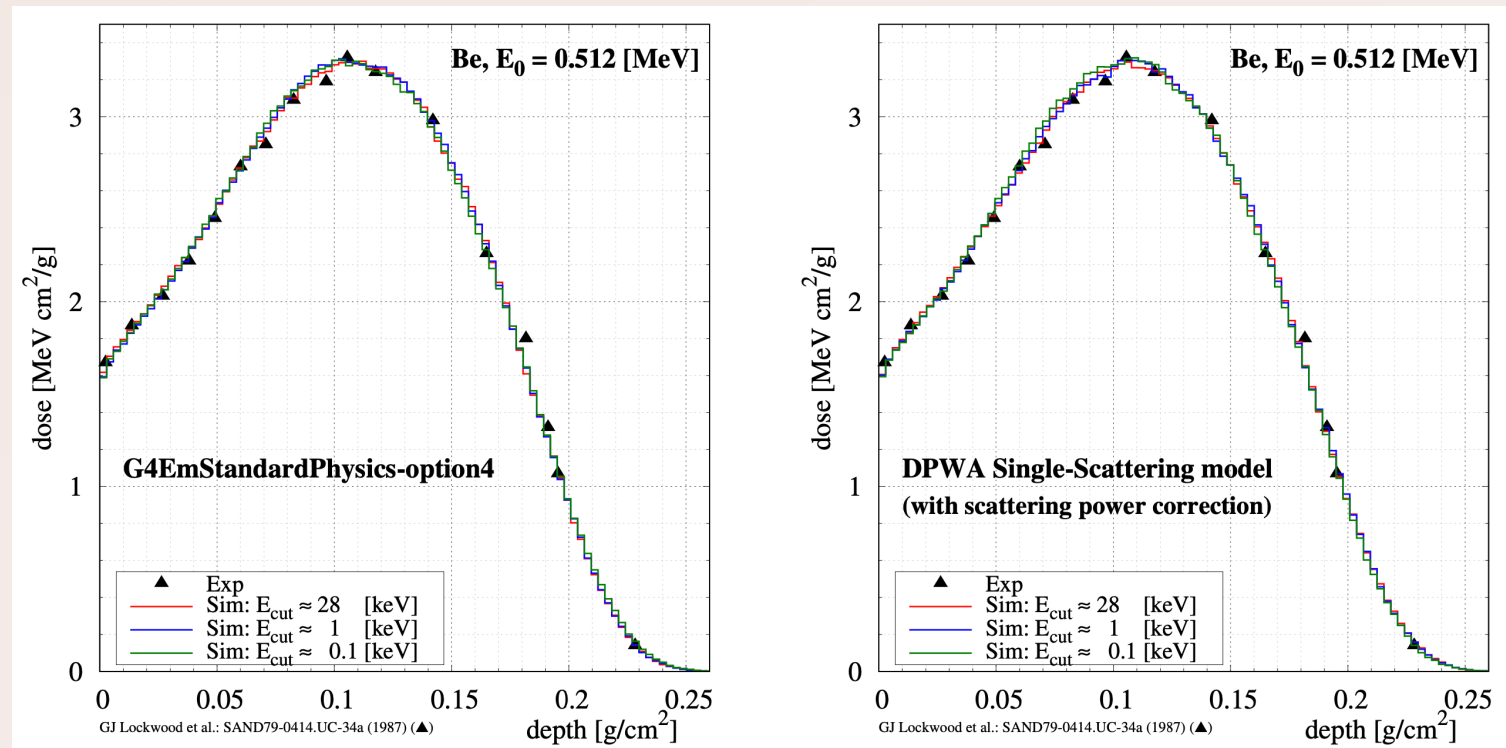 Be, E0 = 0.512 [MeV]
3
2
1
0
dose [MeV cm2/g]
G4EmStandardPhysics-option4
Exp
Sim: Ecut ≈ 28 [keV]
Sim: Ecut ≈ 1 [keV]
Sim: Ecut ≈ 0.1 [keV]
0 0.05 0.1 0.15 0.2 0.25
GJ Lockwood et al.: SAND79-0414.UC-34a (1987) (▲)
depth [g/cm2]
Be, E0 = 0.512 [MeV]
3
2
1
0
dose [MeV cm2/g]
DPWA Single-Scattering model
(with scattering power correction)
Exp
Sim: Ecut ≈ 28 [keV]
Sim: Ecut ≈ 1 [keV]
Sim: Ecut ≈ 0.1 [keV]
0 0.05 0.1 0.15 0.2 0.25
GJ Lockwood et al.: SAND79-0414.UC-34a (1987) (▲)
depth [g/cm2]